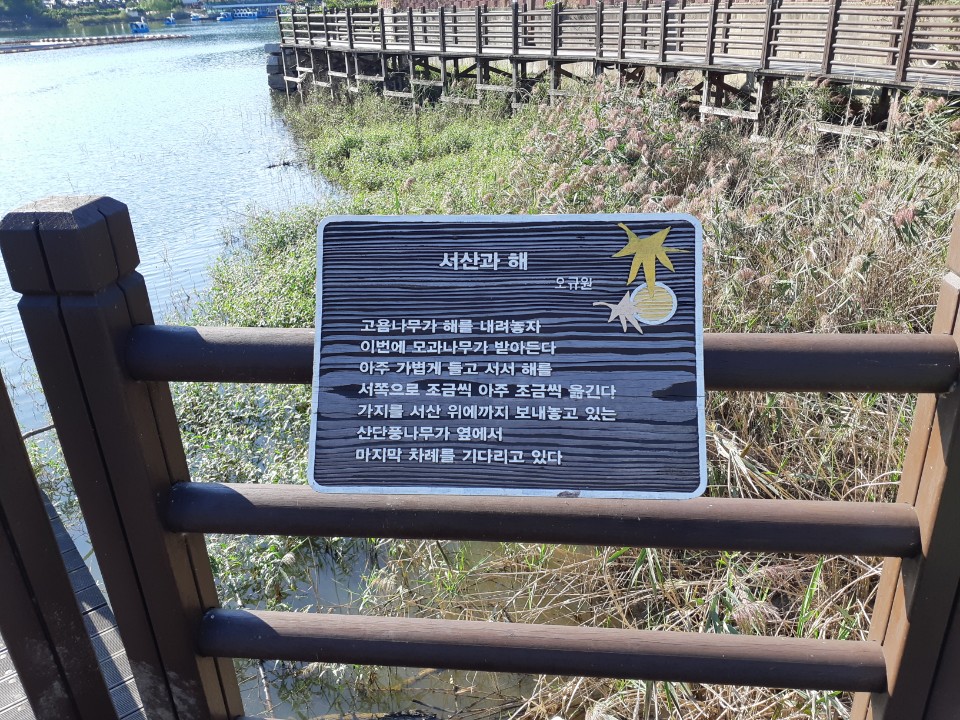 서산과 해
오규원
고욤나무가 해를 내려놓자
이번에 모과나무가 받아든다
아주 가볍게 들고 서서 해를
서쪽으로 조금씩 아주 조금씩 옮긴다
가지를 서산 위에까지 보내놓고 있는
산단풍나무가 옆에서
마지막 차례를 기다리고 있다